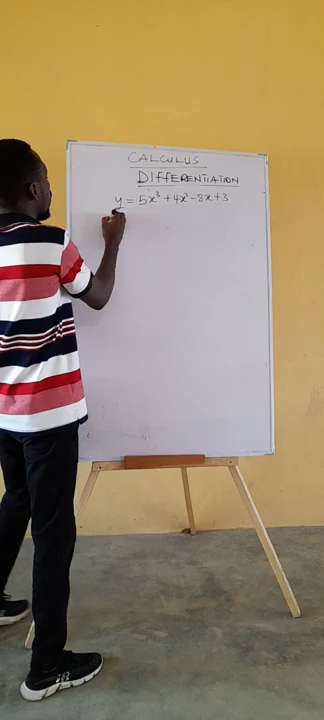 CALCULUS
DIFFERENTIATION
y = 5x³ + 4x² - 8x + 3